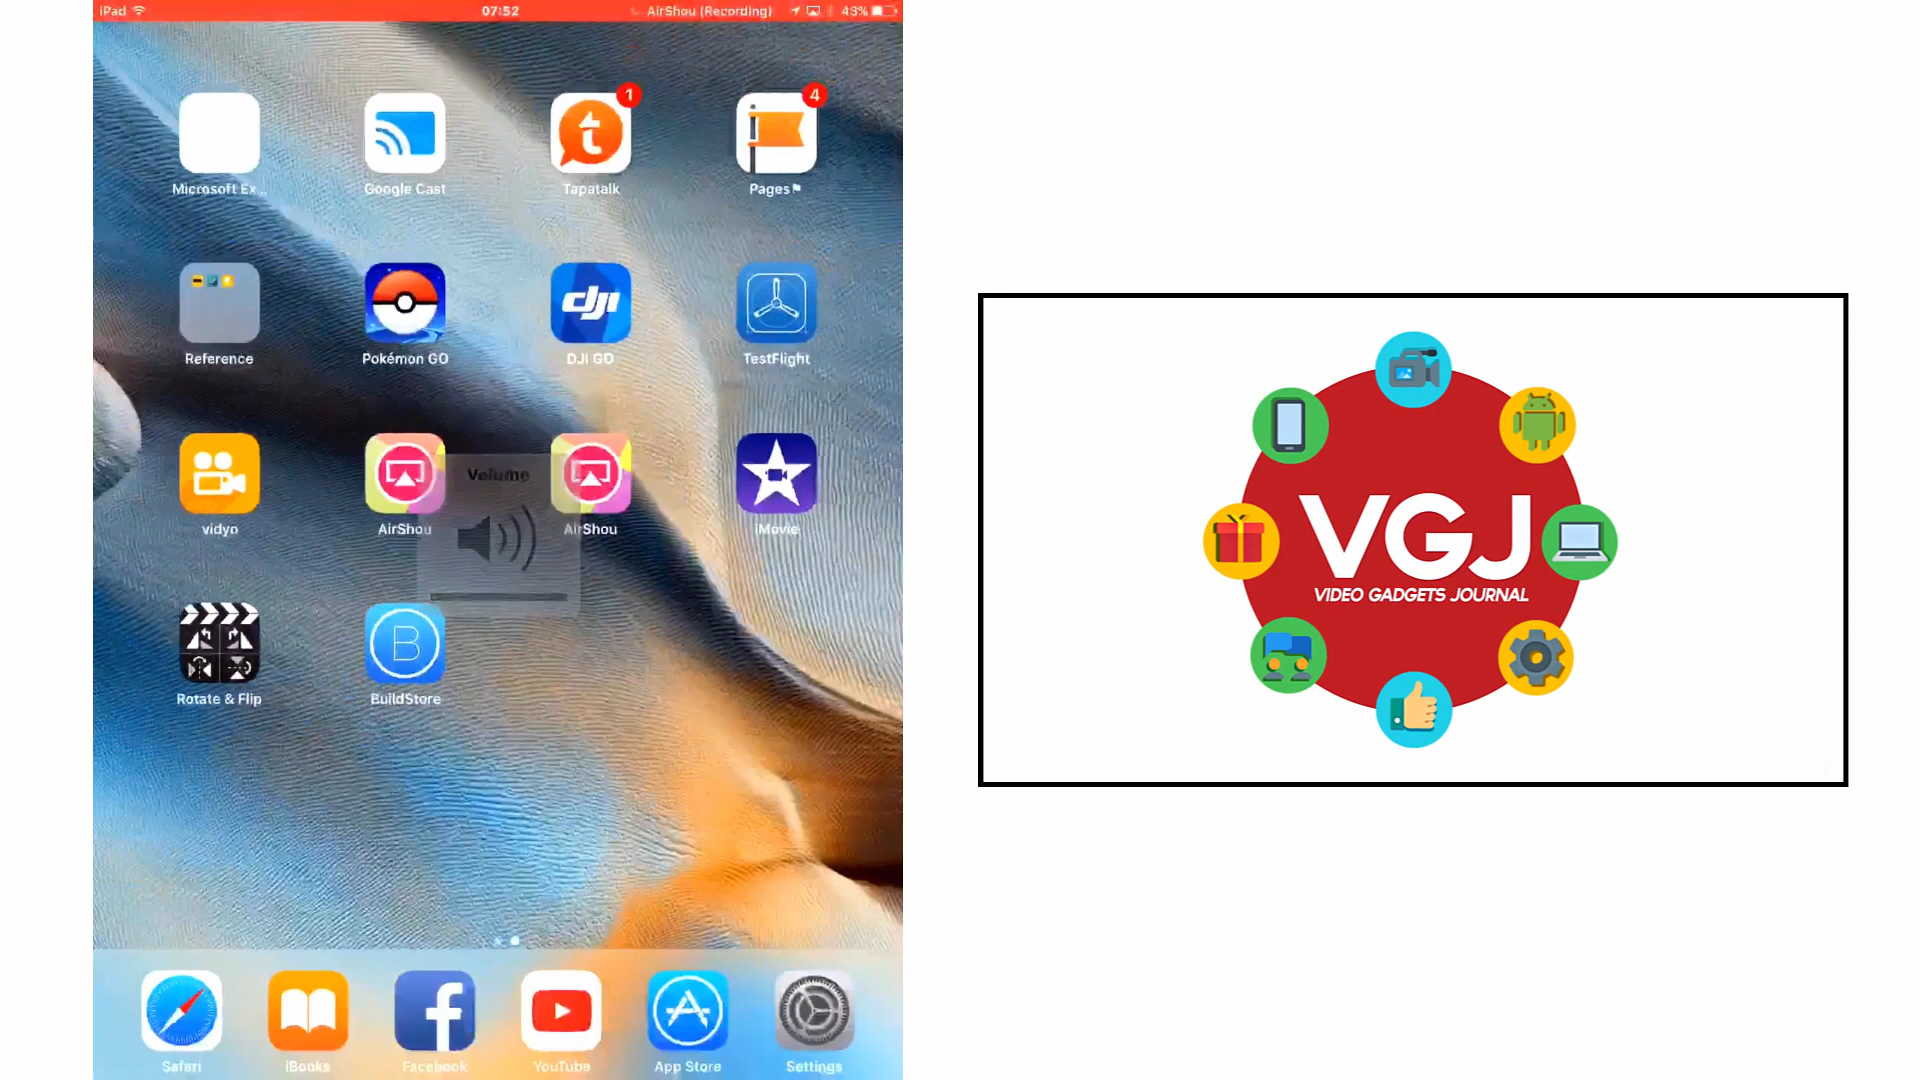 iPad 07:52 AirShou (Recording) 43%
1 4
Microsoft Ex... Google Cast Tapatalk Pages
dji
Reference Pokémon GO DJI GO TestFlight
Volume
vidyo AirShou AirShou iMovie
B
Rotate & Flip BuildStore
Safari iBooks Facebook YouTube App Store Settings
VGJ
VIDEO GADGETS JOURNAL